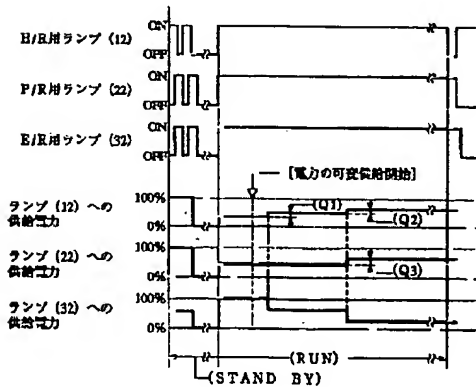 H/R用ランプ (12)
ON
OFF
P/R用ランプ (22)
ON
OFF
E/R用ランプ (32)
ON
OFF
[電力の可変供給開始]
ランプ (12) への
供給電力
100%
0%
(Q1)
(Q2)
ランプ (22) への
供給電力
100%
0%
(Q3)
ランプ (32) への
供給電力
100%
0%
(RUN)
(STAND BY)